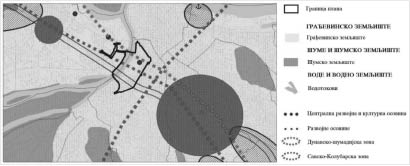 Граница плана
ГРАЂЕВИНСКО ЗЕМЉИШТЕ
Грађевинско земљиште
ШУМЕ И ШУМСКО ЗЕМЉИШТЕ
Шумско земљиште
ВОДЕ И ВОДНО ЗЕМЉИШТЕ
Водотокови
Централна развојна и културна осовина
Развојне осовине
Дунавско-шумадијска зона
Савско-Колубарска зона